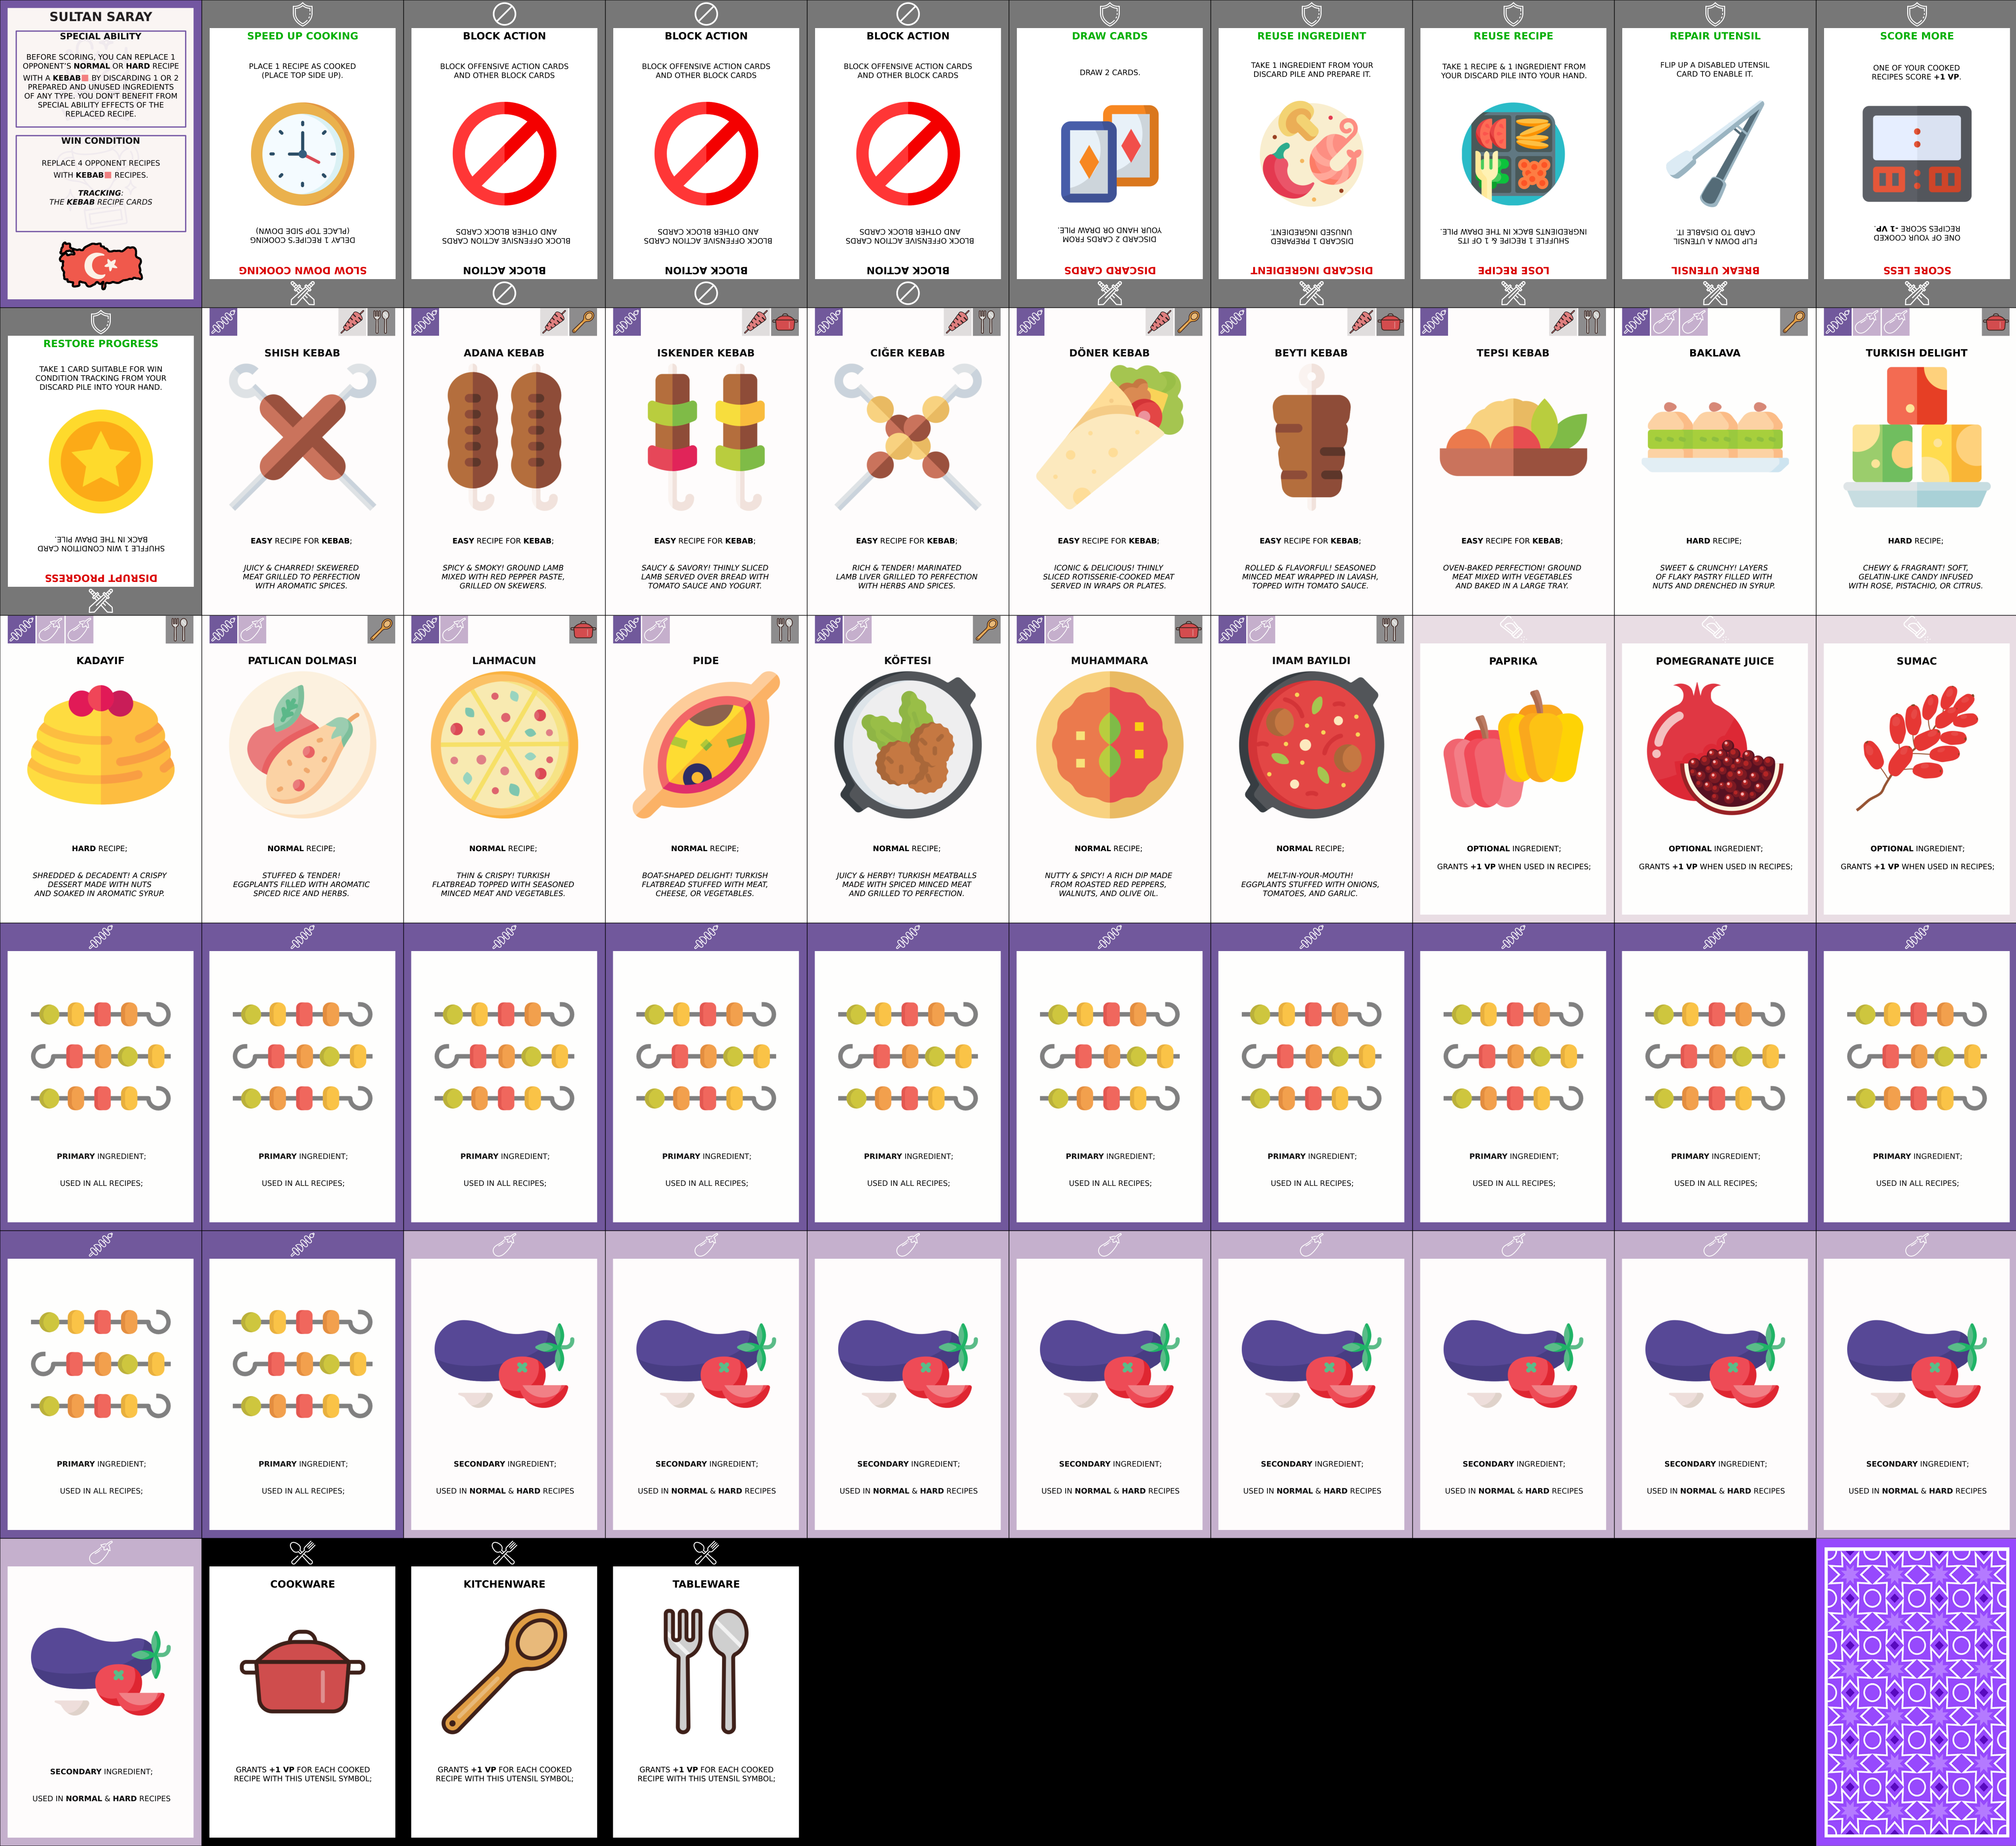 SULTAN SARAY
SPECIAL ABILITY
BEFORE SCORING, YOU CAN REPLACE 1
OPPONENT'S NORMAL OR HARD RECIPE
WITH A KEBAB BY DISCARDING 1 OR 2
PREPARED AND UNUSED INGREDIENTS
OF ANY TYPE. YOU DON'T BENEFIT FROM
SPECIAL ABILITY EFFECTS OF THE
REPLACED RECIPE.
WIN CONDITION
REPLACE 4 OPPONENT RECIPES
WITH KEBAB RECIPES.
TRACKING:
THE KEBAB RECIPE CARDS
SPEED UP COOKING
PLACE 1 RECIPE AS COOKED
(PLACE TOP SIDE UP).
DELAY 1 RECIPE'S COOKING
(PLACE TOP SIDE DOWN)
SLOW DOWN COOKING
BLOCK ACTION
BLOCK OFFENSIVE ACTION CARDS
AND OTHER BLOCK CARDS
BLOCK OFFENSIVE ACTION CARDS
AND OTHER BLOCK CARDS
BLOCK ACTION
BLOCK ACTION
BLOCK OFFENSIVE ACTION CARDS
AND OTHER BLOCK CARDS
BLOCK OFFENSIVE ACTION CARDS
AND OTHER BLOCK CARDS
BLOCK ACTION
BLOCK ACTION
BLOCK OFFENSIVE ACTION CARDS
AND OTHER BLOCK CARDS
BLOCK OFFENSIVE ACTION CARDS
AND OTHER BLOCK CARDS
BLOCK ACTION
DRAW CARDS
DRAW 2 CARDS.
DISCARD 2 CARDS FROM
YOUR HAND OR DRAW PILE.
DISCARD CARDS
REUSE INGREDIENT
TAKE 1 INGREDIENT FROM YOUR
DISCARD PILE AND PREPARE IT.
DISCARD 1 PREPARED
UNUSED INGREDIENT.
DISCARD INGREDIENT
REUSE RECIPE
TAKE 1 RECIPE & 1 INGREDIENT FROM
YOUR DISCARD PILE INTO YOUR HAND.
SHUFFLE 1 RECIPE & 1 OF ITS
INGREDIENTS BACK IN THE DRAW PILE.
LOSE RECIPE
REPAIR UTENSIL
FLIP UP A DISABLED UTENSIL
CARD TO ENABLE IT.
FLIP DOWN A UTENSIL
CARD TO DISABLE IT.
BREAK UTENSIL
SCORE MORE
ONE OF YOUR COOKED
RECIPES SCORE +1 VP.
ONE OF YOUR COOKED
RECIPES SCORE -1 VP.
SCORE LESS
RESTORE PROGRESS
TAKE 1 CARD SUITABLE FOR WIN
CONDITION TRACKING FROM YOUR
DISCARD PILE INTO YOUR HAND.
SHUFFLE 1 WIN CONDITION CARD
BACK IN THE DRAW PILE.
DISRUPT PROGRESS
SHISH KEBAB
EASY RECIPE FOR KEBAB;
JUICY & CHARRED! SKEWERED
MEAT GRILLED TO PERFECTION
WITH AROMATIC SPICES.
ADANA KEBAB
EASY RECIPE FOR KEBAB;
SPICY & SMOKY! GROUND LAMB
MIXED WITH RED PEPPER PASTE,
GRILLED ON SKEWERS.
ISKENDER KEBAB
EASY RECIPE FOR KEBAB;
SAUCY & SAVORY! THINLY SLICED
LAMB SERVED OVER BREAD WITH
TOMATO SAUCE AND YOGURT.
CIĞER KEBAB
EASY RECIPE FOR KEBAB;
RICH & TENDER! MARINATED
LAMB LIVER GRILLED TO PERFECTION
WITH HERBS AND SPICES.
DÖNER KEBAB
EASY RECIPE FOR KEBAB;
ICONIC & DELICIOUS! THINLY
SLICED ROTISSERIE-COOKED MEAT
SERVED IN WRAPS OR PLATES.
BEYTI KEBAB
EASY RECIPE FOR KEBAB;
ROLLED & FLAVORFUL! SEASONED
MINCED MEAT WRAPPED IN LAVASH,
TOPPED WITH TOMATO SAUCE.
TEPSI KEBAB
EASY RECIPE FOR KEBAB;
OVEN-BAKED PERFECTION! GROUND
MEAT MIXED WITH VEGETABLES
AND BAKED IN A LARGE TRAY.
BAKLAVA
HARD RECIPE;
SWEET & CRUNCHY! LAYERS
OF FLAKY PASTRY FILLED WITH
NUTS AND DRENCHED IN SYRUP.
TURKISH DELIGHT
HARD RECIPE;
CHEWY & FRAGRANT! SOFT,
GELATIN-LIKE CANDY INFUSED
WITH ROSE, PISTACHIO, OR CITRUS.
KADAYIF
HARD RECIPE;
SHREDDED & DECADENT! A CRISPY
DESSERT MADE WITH NUTS
AND SOAKED IN AROMATIC SYRUP.
PATLICAN DOLMASI
NORMAL RECIPE;
STUFFED & TENDER!
EGGPLANTS FILLED WITH AROMATIC
SPICED RICE AND HERBS.
LAHMACUN
NORMAL RECIPE;
THIN & CRISPY! TURKISH
FLATBREAD TOPPED WITH SEASONED
MINCED MEAT AND VEGETABLES.
PIDE
NORMAL RECIPE;
BOAT-SHAPED DELIGHT! TURKISH
FLATBREAD STUFFED WITH MEAT,
CHEESE, OR VEGETABLES.
KÖFTESI
NORMAL RECIPE;
JUICY & HERBY! TURKISH MEATBALLS
MADE WITH SPICED MINCED MEAT
AND GRILLED TO PERFECTION.
MUHAMMARA
NORMAL RECIPE;
NUTTY & SPICY! A RICH DIP MADE
FROM ROASTED RED PEPPERS,
WALNUTS, AND OLIVE OIL.
IMAM BAYILDI
NORMAL RECIPE;
MELT-IN-YOUR-MOUTH!
EGGPLANTS STUFFED WITH ONIONS,
TOMATOES, AND GARLIC.
PAPRIKA
OPTIONAL INGREDIENT;
GRANTS +1 VP WHEN USED IN RECIPES;
POMEGRANATE JUICE
OPTIONAL INGREDIENT;
GRANTS +1 VP WHEN USED IN RECIPES;
SUMAC
OPTIONAL INGREDIENT;
GRANTS +1 VP WHEN USED IN RECIPES;
PRIMARY INGREDIENT;
USED IN ALL RECIPES;
PRIMARY INGREDIENT;
USED IN ALL RECIPES;
PRIMARY INGREDIENT;
USED IN ALL RECIPES;
PRIMARY INGREDIENT;
USED IN ALL RECIPES;
PRIMARY INGREDIENT;
USED IN ALL RECIPES;
PRIMARY INGREDIENT;
USED IN ALL RECIPES;
PRIMARY INGREDIENT;
USED IN ALL RECIPES;
PRIMARY INGREDIENT;
USED IN ALL RECIPES;
PRIMARY INGREDIENT;
USED IN ALL RECIPES;
PRIMARY INGREDIENT;
USED IN ALL RECIPES;
PRIMARY INGREDIENT;
USED IN ALL RECIPES;
PRIMARY INGREDIENT;
USED IN ALL RECIPES;
SECONDARY INGREDIENT;
USED IN NORMAL & HARD RECIPES
SECONDARY INGREDIENT;
USED IN NORMAL & HARD RECIPES
SECONDARY INGREDIENT;
USED IN NORMAL & HARD RECIPES
SECONDARY INGREDIENT;
USED IN NORMAL & HARD RECIPES
SECONDARY INGREDIENT;
USED IN NORMAL & HARD RECIPES
SECONDARY INGREDIENT;
USED IN NORMAL & HARD RECIPES
SECONDARY INGREDIENT;
USED IN NORMAL & HARD RECIPES
SECONDARY INGREDIENT;
USED IN NORMAL & HARD RECIPES
SECONDARY INGREDIENT;
USED IN NORMAL & HARD RECIPES
COOKWARE
GRANTS +1 VP FOR EACH COOKED
RECIPE WITH THIS UTENSIL SYMBOL;
KITCHENWARE
GRANTS +1 VP FOR EACH COOKED
RECIPE WITH THIS UTENSIL SYMBOL;
TABLEWARE
GRANTS +1 VP FOR EACH COOKED
RECIPE WITH THIS UTENSIL SYMBOL;